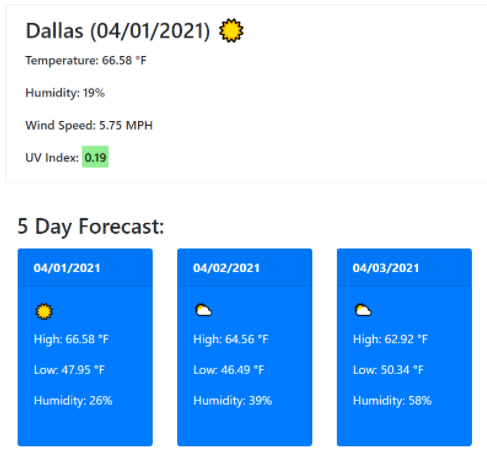 Dallas (04/01/2021)
Temperature: 66.58 °F
Humidity: 19%
Wind Speed: 5.75 MPH
UV Index: 0.19
5 Day Forecast:
04/01/2021
High: 66.58 °F
Low: 47.95 °F
Humidity: 26%
04/02/2021
High: 64.56 °F
Low: 46.49 °F
Humidity: 39%
04/03/2021
High: 62.92 °F
Low: 50.34 °F
Humidity: 58%